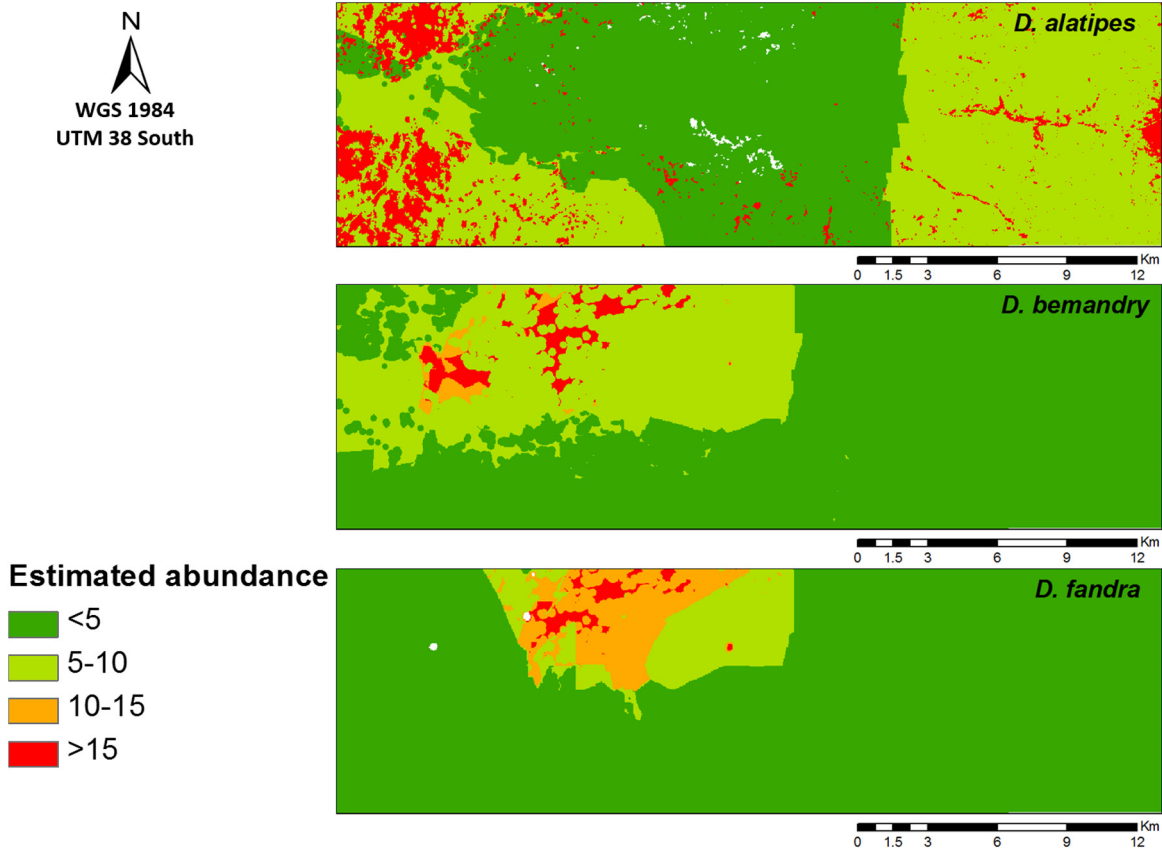 N
WGS 1984
UTM 38 South
D. alatipes
Km
0 1.5 3 6 9 12
D. bemandry
Km
0 1.5 3 6 9 12
D. fandra
Km
0 1.5 3 6 9 12
Estimated abundance
<5
5-10
10-15
>15